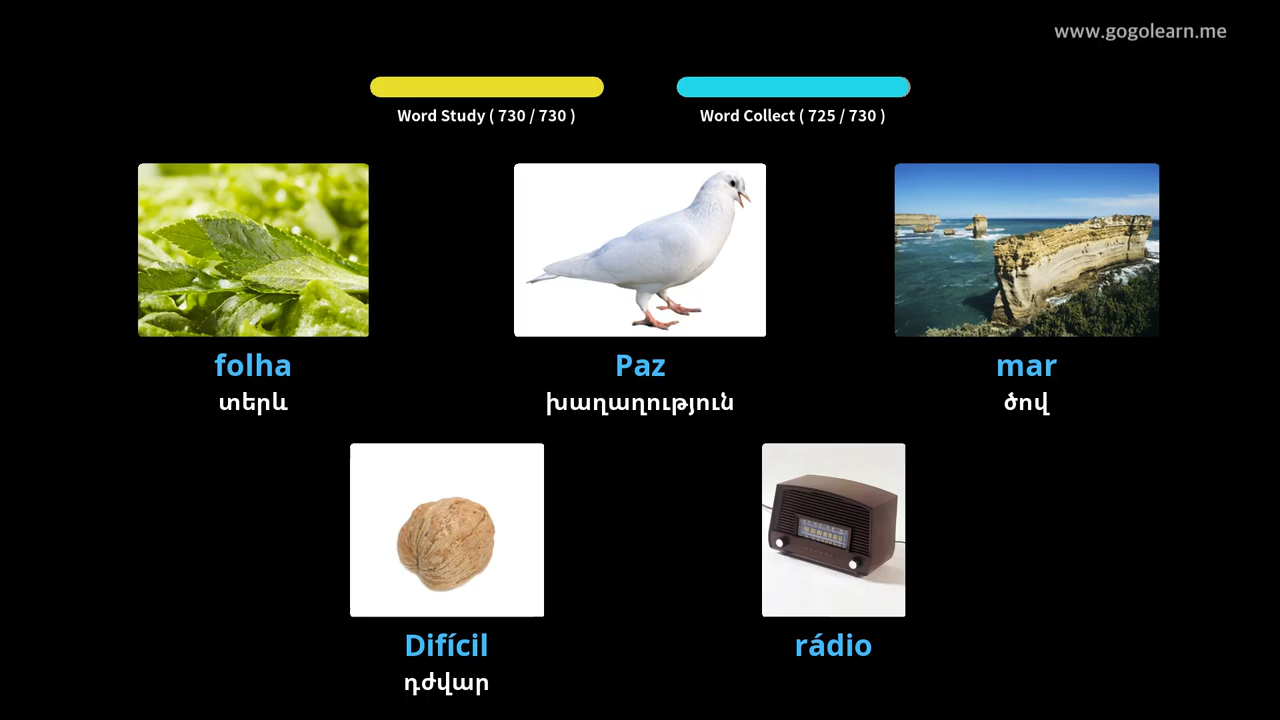 www.gogolearn.me
Word Study ( 730 / 730 )
Word Collect ( 725 / 730 )
folha
Paz
mar
տերև
խաղաղություն
ծով
Difícil
rádio
դժվար